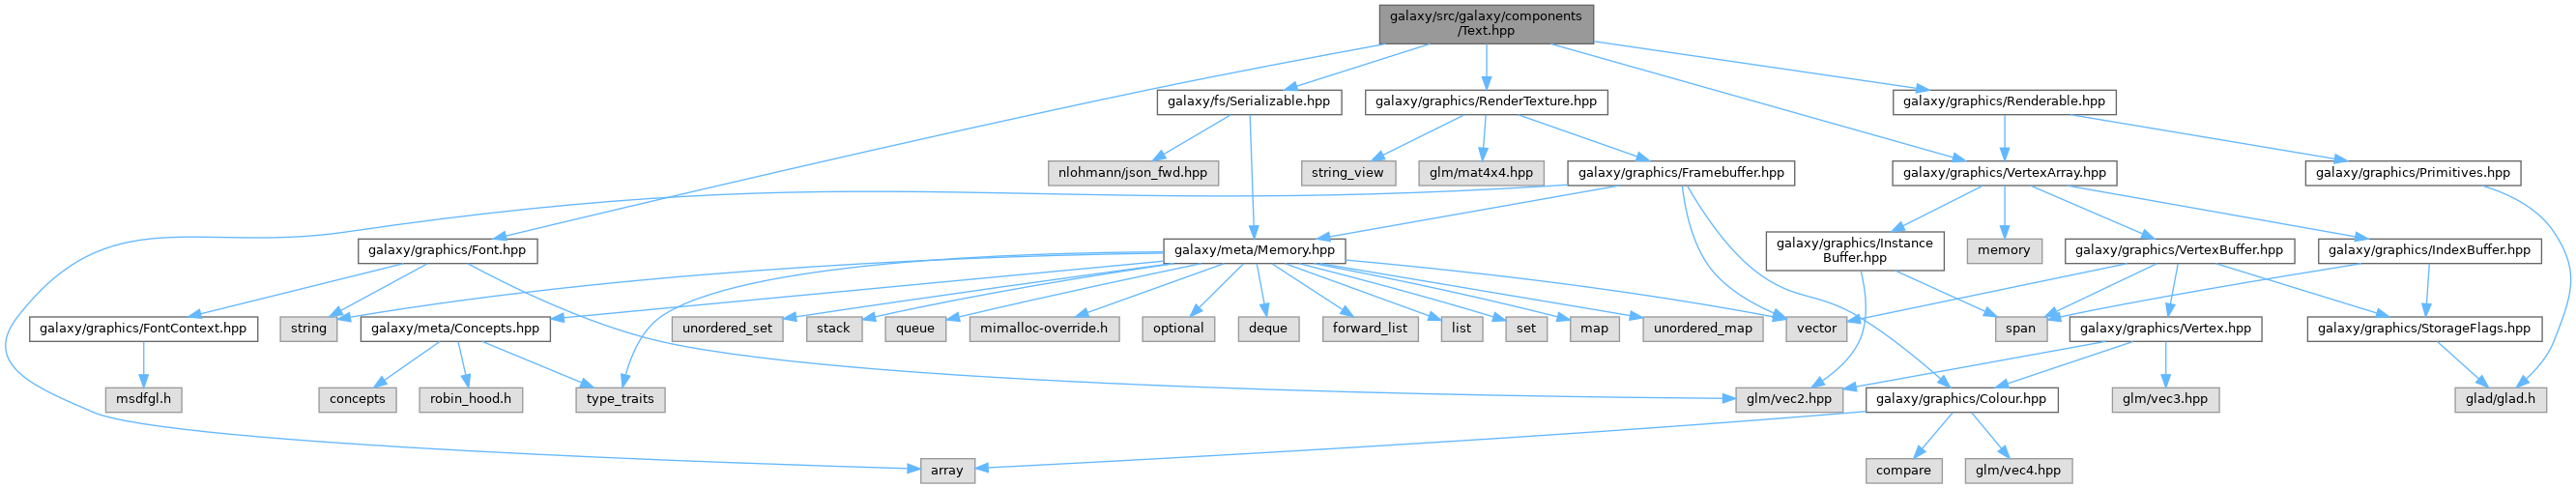 galaxy/src/galaxy/components
/Text.hpp
galaxy/fs/Serializable.hpp
galaxy/graphics/RenderTexture.hpp
galaxy/graphics/Renderable.hpp
nlohmann/json_fwd.hpp
string_view
glm/mat4x4.hpp
galaxy/graphics/Framebuffer.hpp
galaxy/graphics/VertexArray.hpp
galaxy/graphics/Primitives.hpp
galaxy/graphics/Font.hpp
galaxy/meta/Memory.hpp
galaxy/graphics/Instance
Buffer.hpp
memory
galaxy/graphics/VertexBuffer.hpp
galaxy/graphics/IndexBuffer.hpp
galaxy/graphics/FontContext.hpp
string
galaxy/meta/Concepts.hpp
unordered_set
stack
queue
mimalloc-override.h
optional
deque
forward_list
list
set
map
unordered_map
vector
span
galaxy/graphics/Vertex.hpp
galaxy/graphics/StorageFlags.hpp
msdfgl.h
concepts
robin_hood.h
type_traits
glm/vec2.hpp
galaxy/graphics/Colour.hpp
glm/vec3.hpp
glad/glad.h
array
compare
glm/vec4.hpp